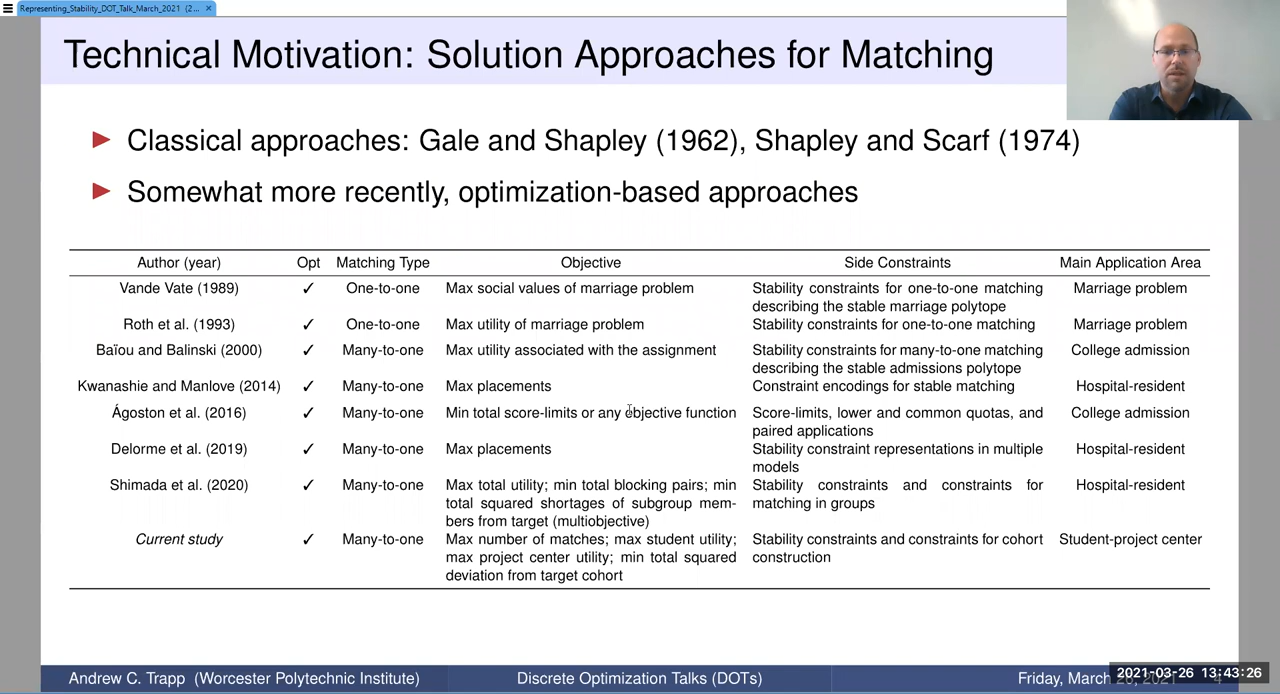 Representing_Stability_DOT_Talk_March_2021 (2... ×
Technical Motivation: Solution Approaches for Matching
Classical approaches: Gale and Shapley (1962), Shapley and Scarf (1974)
Somewhat more recently, optimization-based approaches
Author (year) Opt Matching Type Objective Side Constraints Main Application Area
Vande Vate (1989) ✓ One-to-one Max social values of marriage problem Stability constraints for one-to-one matching Marriage problem
describing the stable marriage polytope
Roth et al. (1993) ✓ One-to-one Max utility of marriage problem Stability constraints for one-to-one matching Marriage problem
Baïou and Balinski (2000) ✓ Many-to-one Max utility associated with the assignment Stability constraints for many-to-one matching College admission
describing the stable admissions polytope
Kwanashie and Manlove (2014) ✓ Many-to-one Max placements Constraint encodings for stable matching Hospital-resident
Ágoston et al. (2016) ✓ Many-to-one Min total score-limits or any objective function Score-limits, lower and common quotas, and College admission
paired applications
Delorme et al. (2019) ✓ Many-to-one Max placements Stability constraint representations in multiple Hospital-resident
models
Shimada et al. (2020) ✓ Many-to-one Max total utility; min total blocking pairs; min Stability constraints and constraints for Hospital-resident
total squared shortages of subgroup mem- matching in groups
bers from target (multiobjective)
Current study ✓ Many-to-one Max number of matches; max student utility; Stability constraints and constraints for cohort Student-project center
max project center utility; min total squared construction
deviation from target cohort
Andrew C. Trapp (Worcester Polytechnic Institute) Discrete Optimization Talks (DOTs) Friday, March
2021-03-26 13:43:26